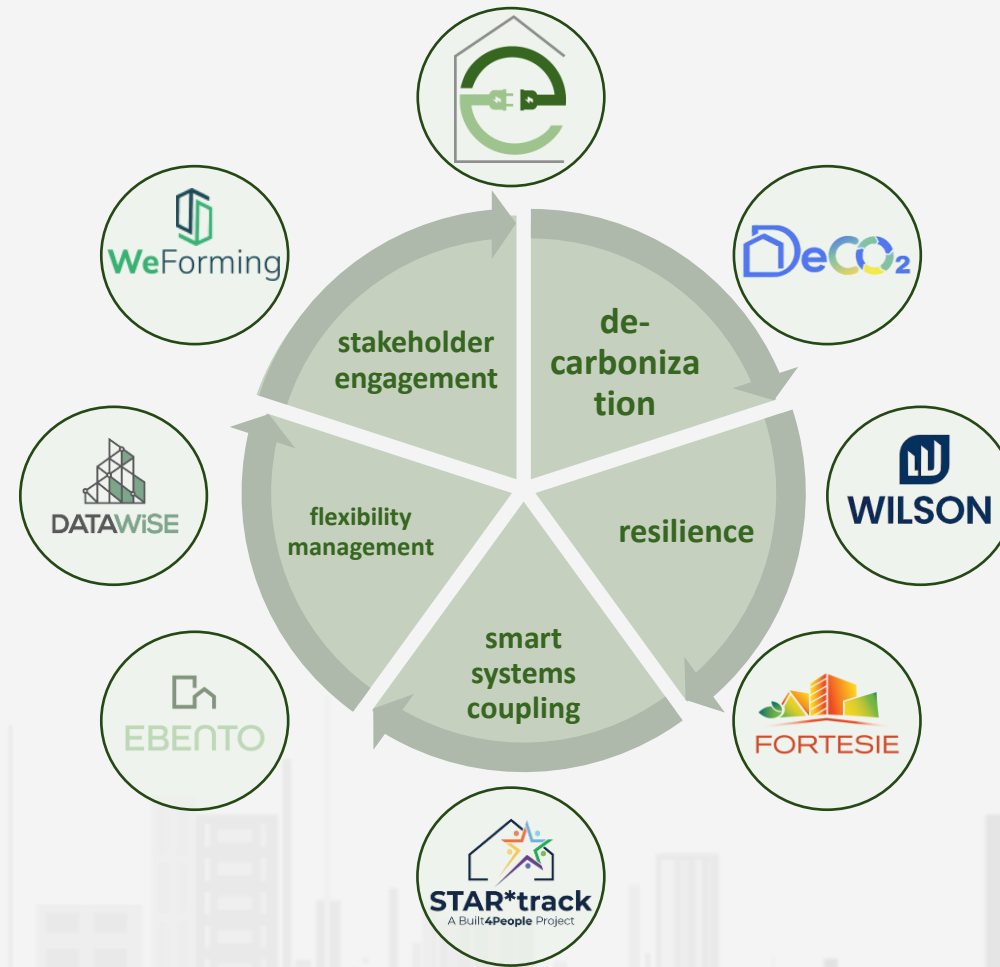 WeForming
DeCO2
stakeholder
engagement
de-
carboniza
tion
DATAWiSE
flexibility
management
resilience
WILSON
smart
systems
coupling
EBENTO
FORTESIE
STAR*track
A Built4People Project